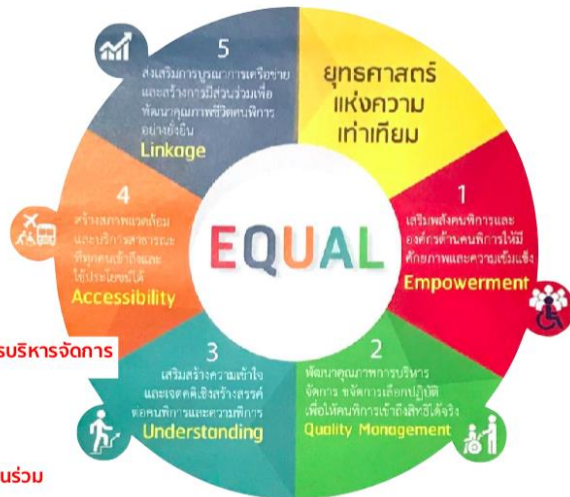 ยุทธศาสตร์
แห่งความ
เท่าเทียม
EQUAL
1
เสริมพลังคนพิการและ
องค์กรด้านคนพิการให้มี
ศักยภาพและความเข้มแข็ง
Empowerment
2
พัฒนาคุณภาพการบริหาร
จัดการ ขจัดการเลือกปฏิบัติ
เพื่อให้คนพิการเข้าถึงสิทธิได้จริง
Quality Management
3
เสริมสร้างความเข้าใจ
และเจตคติเชิงสร้างสรรค์
ต่อคนพิการและความพิการ
Understanding
4
สร้างสภาพแวดล้อม
และบริการสาธารณะ
ที่ทุกคนเข้าถึงและ
ใช้ประโยชน์ได้
Accessibility
5
ส่งเสริมการบูรณาการเครือข่าย
และสร้างการมีส่วนร่วมเพื่อ
พัฒนาคุณภาพชีวิตคนพิการ
อย่างยั่งยืน
Linkage
รบริหารจัดการ
นร่วม